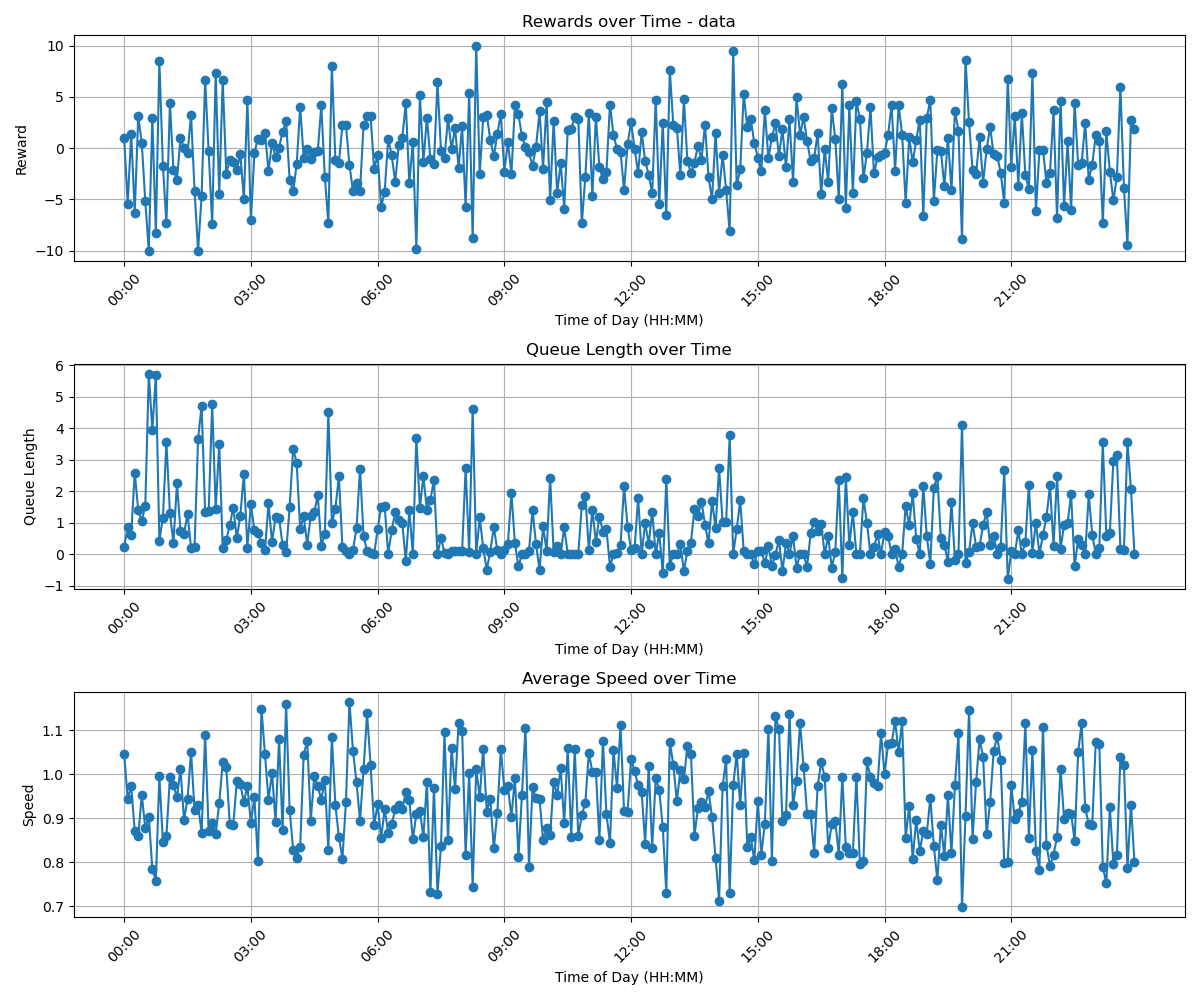 Rewards over Time - data
Reward
10
5
0
−5
−10
00:00 03:00 06:00 09:00 12:00 15:00 18:00 21:00
Time of Day (HH:MM)
Queue Length over Time
Queue Length
6
5
4
3
2
1
0
−1
00:00 03:00 06:00 09:00 12:00 15:00 18:00 21:00
Time of Day (HH:MM)
Average Speed over Time
Speed
1.1
1.0
0.9
0.8
0.7
00:00 03:00 06:00 09:00 12:00 15:00 18:00 21:00
Time of Day (HH:MM)